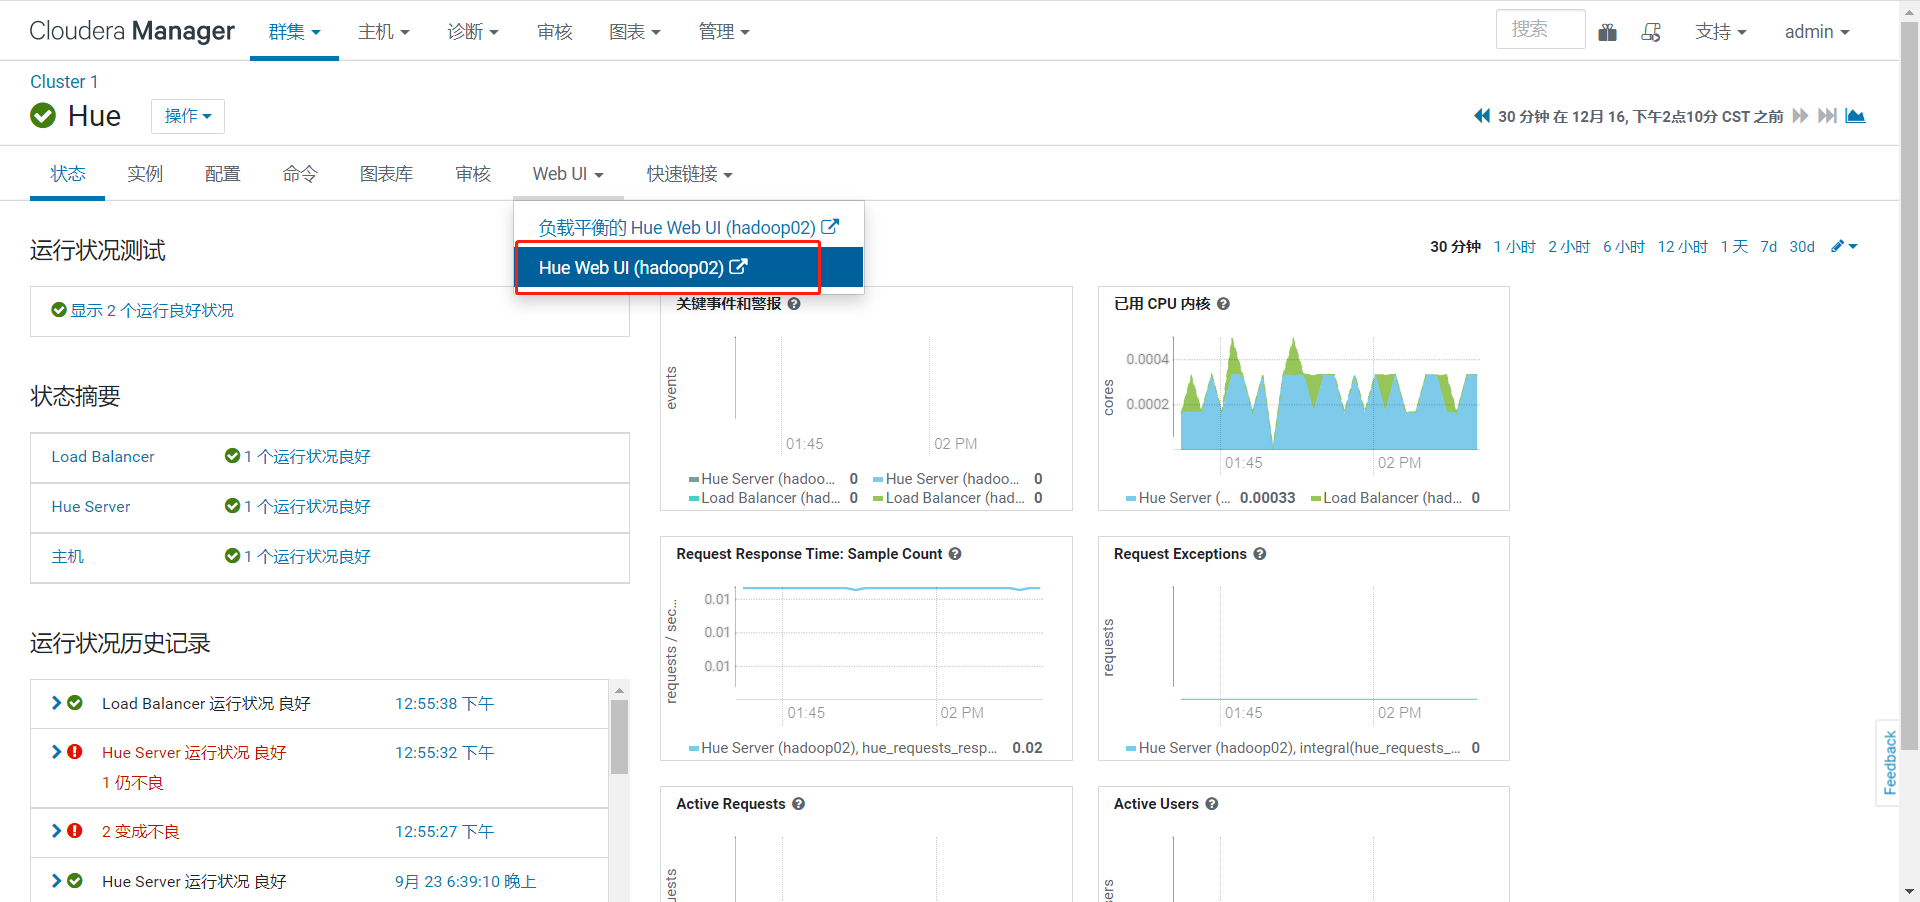 Cloudera Manager 群集 主机 诊断 审核 图表 管理 搜索 支持 admin
Cluster 1
Hue 操作
30 分钟 在 12月 16, 下午2点10分 CST 之前
状态 实例 配置 命令 图表库 审核 Web UI 快速链接
负载平衡的 Hue Web UI (hadoop02)
Hue Web UI (hadoop02)
30 分钟 1 小时 2 小时 6 小时 12 小时 1 天 7d 30d
运行状况测试
显示 2 个运行良好状况
状态摘要
Load Balancer 1 个运行状况良好
Hue Server 1 个运行状况良好
主机 1 个运行状况良好
运行状况历史记录
Load Balancer 运行状况 良好 12:55:38 下午
Hue Server 运行状况 良好 12:55:32 下午
1 仍不良
2 变成不良 12:55:27 下午
Hue Server 运行状况 良好 9月 23 6:39:10 晚上
关键事件和警报
events
01:45 02 PM
Hue Server (hadoo... 0 Hue Server (hadoo... 0
Load Balancer (had... 0 Load Balancer (had... 0
已用 CPU 内核
cores
0.0004
0.0002
01:45 02 PM
Hue Server (... 0.00033 Load Balancer (had... 0
Request Response Time: Sample Count
requests / sec...
0.01
0.01
0.01
01:45 02 PM
Hue Server (hadoop02), hue_requests_resp... 0.02
Request Exceptions
requests
01:45 02 PM
Hue Server (hadoop02), integral(hue_requests_... 0
Active Requests
Active Users
Feedback